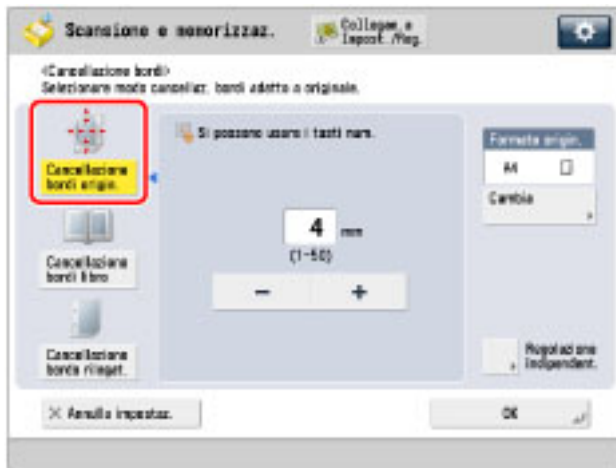 Scansione e memorizzaz.
Collegam. a
Impost./Reg.
<Cancellazione bordi>
Selezionare modo cancellaz. bordi adatto a originale.
Cancellazione
bordi origin.
Si possono usare i tasti num.
Formato origin.
A4
Cambia
4 mm
(1-50)
Cancellazione
bordi libro
- +
Cancellazione
bordo rilegat.
Regolazione
indipendent.
Annulla impostaz.
OK